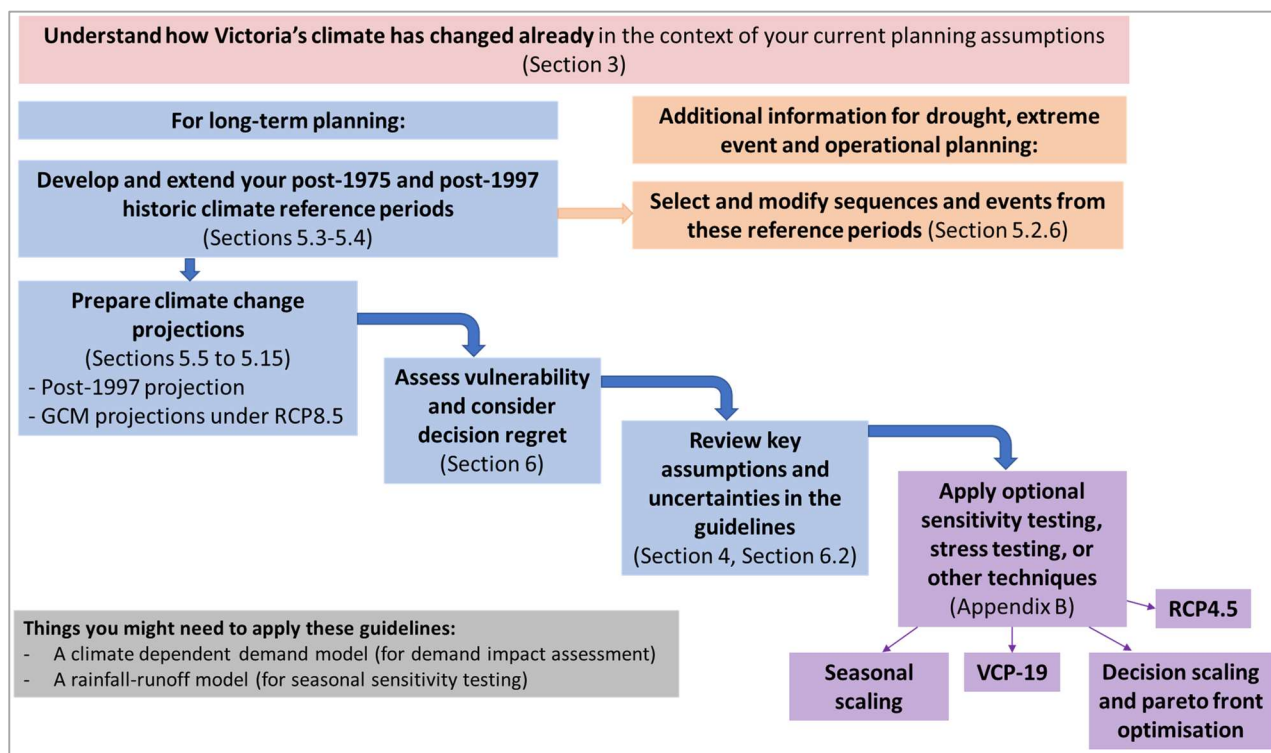 Understand how Victoria's climate has changed already in the context of your current planning assumptions
(Section 3)
For long-term planning:
Additional information for drought, extreme
event and operational planning:
Develop and extend your post-1975 and post-1997
historic climate reference periods
(Sections 5.3-5.4)
Select and modify sequences and events from
these reference periods (Section 5.2.6)
Prepare climate change
projections
(Sections 5.5 to 5.15)
- Post-1997 projection
- GCM projections under RCP8.5
Assess vulnerability
and consider
decision regret
(Section 6)
Review key
assumptions and
uncertainties in the
guidelines
(Section 4, Section 6.2)
Apply optional
sensitivity testing,
stress testing, or
other techniques
(Appendix B)
RCP4.5
Seasonal
scaling
VCP-19
Decision scaling
and pareto front
optimisation
Things you might need to apply these guidelines:
- A climate dependent demand model (for demand impact assessment)
- A rainfall-runoff model (for seasonal sensitivity testing)